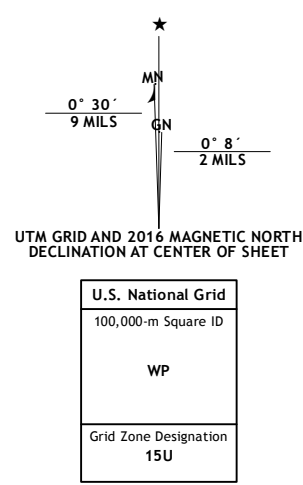 ★
MN
0° 30´
9 MILS
GN
0° 8´
2 MILS
UTM GRID AND 2016 MAGNETIC NORTH
DECLINATION AT CENTER OF SHEET
U.S. National Grid
100,000-m Square ID
WP
Grid Zone Designation
15U